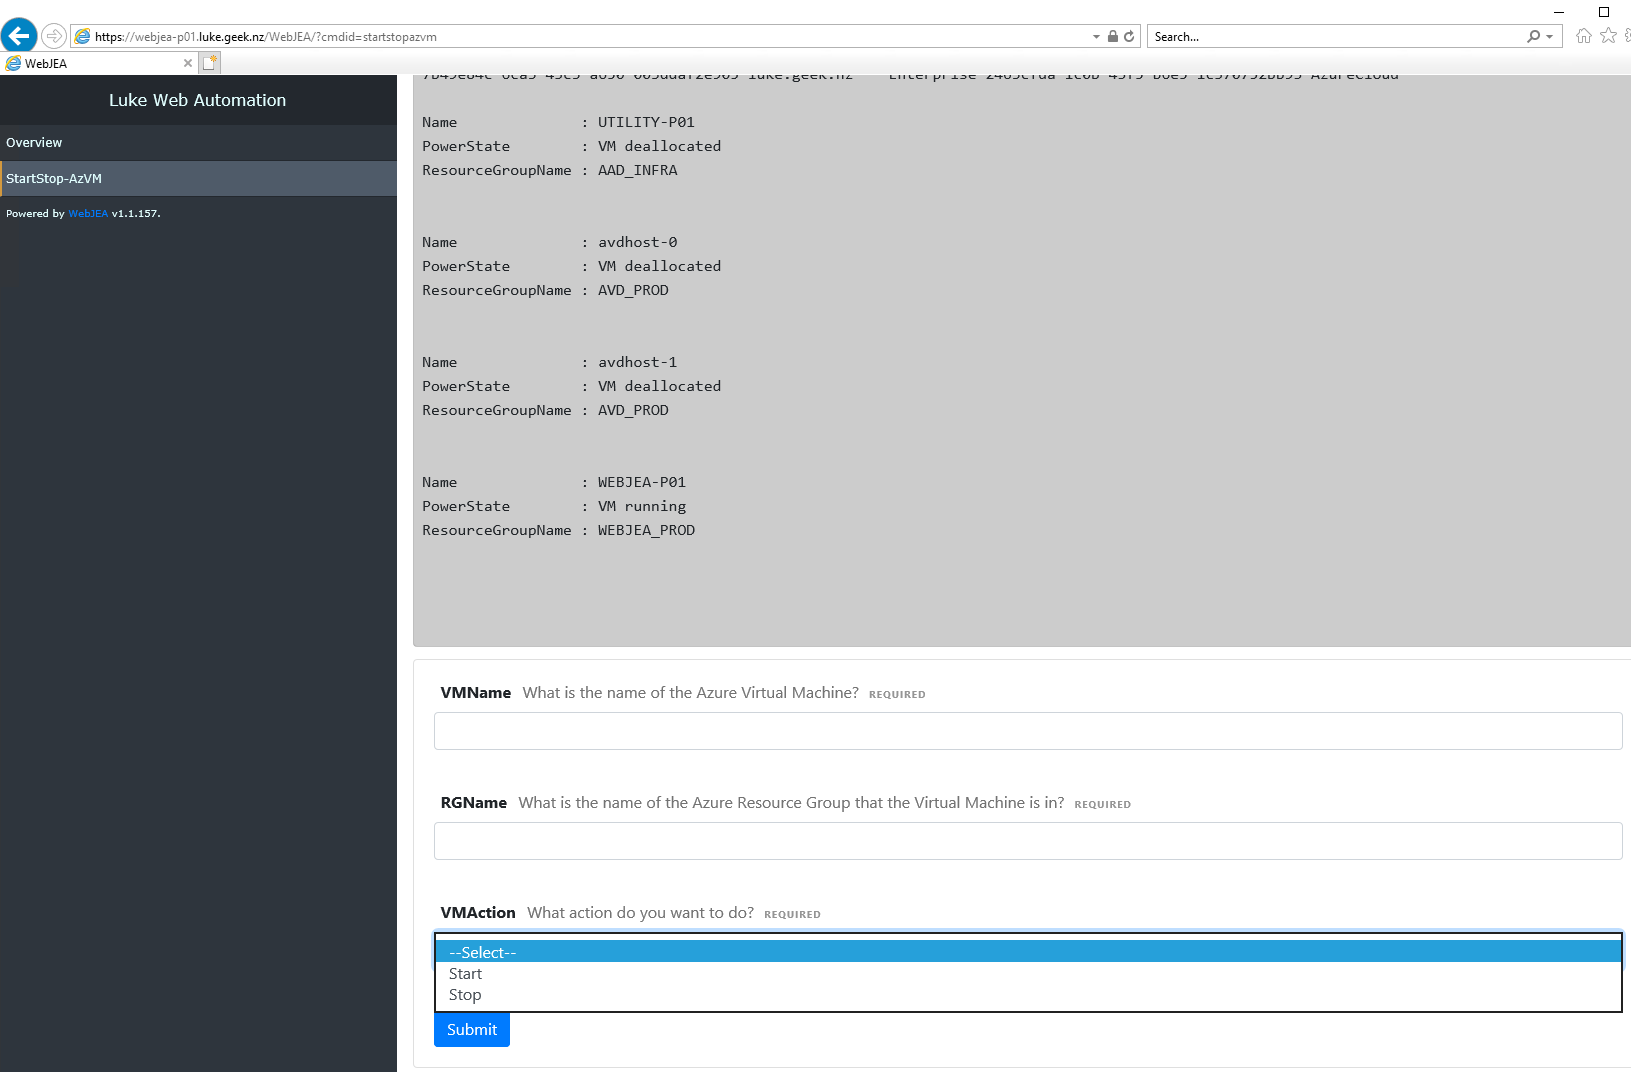 https://webjea-p01.luke.geek.nz/WebJEA/?cmdid=startstopazvm
Search...
WebJEA
Luke Web Automation
Overview
StartStop-AzVM
Powered by WebJEA v1.1.157.
luke.geek.nz Enterprise AzureCloud
Name : UTILITY-P01
PowerState : VM deallocated
ResourceGroupName : AAD_INFRA
Name : avdhost-0
PowerState : VM deallocated
ResourceGroupName : AVD_PROD
Name : avdhost-1
PowerState : VM deallocated
ResourceGroupName : AVD_PROD
Name : WEBJEA-P01
PowerState : VM running
ResourceGroupName : WEBJEA_PROD
VMName What is the name of the Azure Virtual Machine? REQUIRED
RGName What is the name of the Azure Resource Group that the Virtual Machine is in? REQUIRED
VMAction What action do you want to do? REQUIRED
--Select--
Start
Stop
Submit